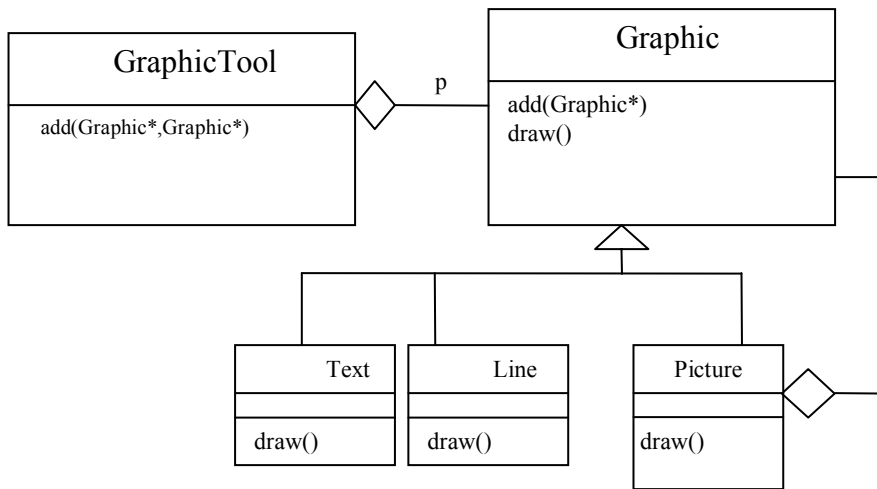 GraphicTool
add(Graphic*,Graphic*)
p
Graphic
add(Graphic*)
draw()
Text
draw()
Line
draw()
Picture
draw()